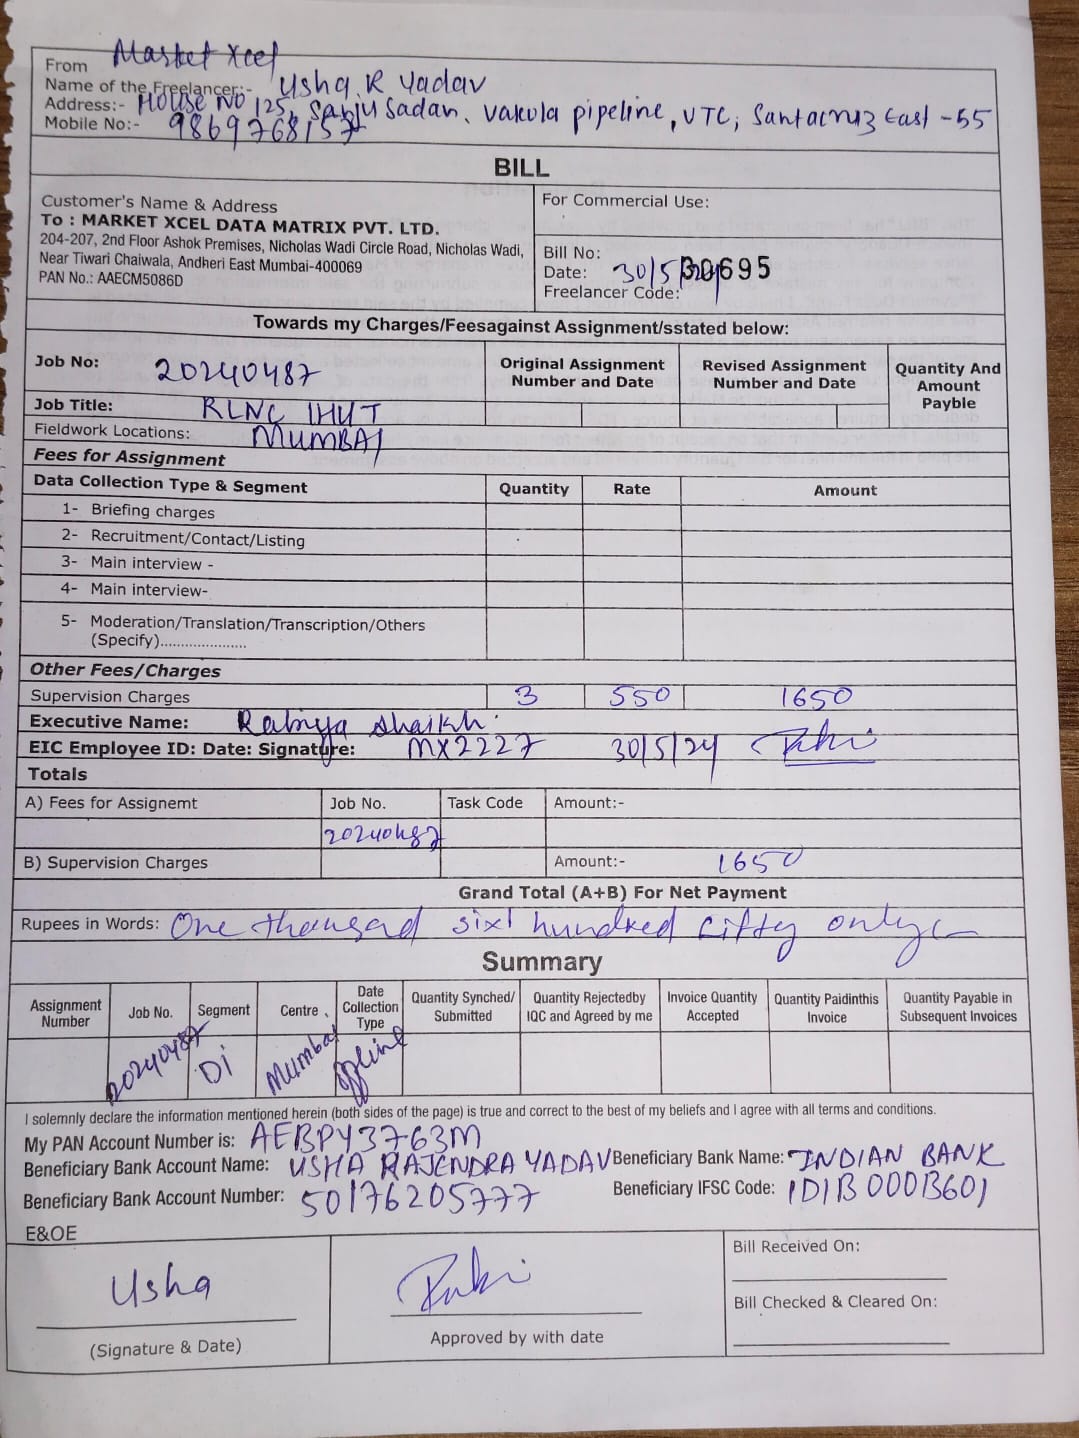 From Market Xcel
Name of the Freelancer:- Usha R Yadav
Address:- House No 125, Sanju Sadan, Vakola pipeline, UTC, Santacruz East -55
Mobile No:- 9869768157
BILL
Customer's Name & Address
To : MARKET XCEL DATA MATRIX PVT. LTD.
204-207, 2nd Floor Ashok Premises, Nicholas Wadi Circle Road, Nicholas Wadi,
Near Tiwari Chaiwala, Andheri East Mumbai-400069
PAN No.: AAECM5086D
For Commercial Use:
Bill No: 30695
Date: 30/5/24
Freelancer Code:
Towards my Charges/Feesagainst Assignment/sstated below:
Job No: 20240487
Original Assignment Number and Date
Revised Assignment Number and Date
Quantity And Amount Payble
Job Title: RLNC IHUT
Fieldwork Locations: MUMBAI
Fees for Assignment
Data Collection Type & Segment Quantity Rate Amount
1- Briefing charges
2- Recruitment/Contact/Listing
3- Main interview -
4- Main interview-
5- Moderation/Translation/Transcription/Others
(Specify)......................
Other Fees/Charges
Supervision Charges 3 550 1650
Executive Name: Rabiya Shaikh
EIC Employee ID: Date: Signature: MX2227 30/5/24
Totals
A) Fees for Assignemt Job No. Task Code Amount:-
20240487
B) Supervision Charges Amount:- 1650
Grand Total (A+B) For Net Payment
Rupees in Words: One thousad sixt hundred fifty only
Summary
Assignment Number Job No. Segment Centre Date Collection Type Quantity Synched/ Submitted Quantity Rejectedby IQC and Agreed by me Invoice Quantity Accepted Quantity Paidinthis Invoice Quantity Payable in Subsequent Invoices
20240487 Di Mumbai
I solemnly declare the information mentioned herein (both sides of the page) is true and correct to the best of my beliefs and I agree with all terms and conditions.
My PAN Account Number is: AEBPY3763M
Beneficiary Bank Account Name: USHA RAJENDRA YADAV Beneficiary Bank Name: INDIAN BANK
Beneficiary Bank Account Number: 50176205777 Beneficiary IFSC Code: IDIB000B601
E&OE
Usha
(Signature & Date)
Approved by with date
Bill Received On:
Bill Checked & Cleared On: